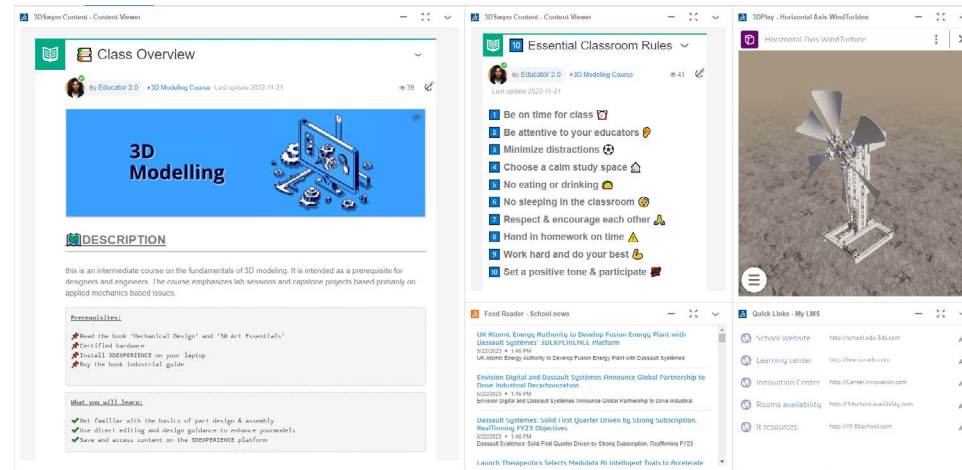 3DSwym Content - Content Viewer
Class Overview
By Educator 2.0 3D Modeling Course Last update 2022-11-21
39
3D
Modelling
DESCRIPTION
this is an intermediate course on the fundamentals of 3D modeling. It is intended as a prerequisite for
designers and engineers. The course emphasizes lab sessions and capstone projects based primarily on
applied mechanics based issues.
Prerequisites:
Read the book 'Mechanical Design' and '3D Art Essentials'
Certified hardware
Install 3DEXPERIENCE on your laptop
Buy the book industrial guide
What you will learn:
Get familiar with the basics of part design & assembly
Use direct editing and design guidance to enhance yourmodels
Save and access content on the 3DEXPERIENCE platform
3DSwym Content - Content Viewer
10 Essential Classroom Rules
By Educator 2.0 3D Modeling Course
41
Last update 2022-11-21
1 Be on time for class
2 Be attentive to your educators
3 Minimize distractions
4 Choose a calm study space
5 No eating or drinking
6 No sleeping in the classroom
7 Respect & encourage each other
8 Hand in homework on time
9 Work hard and do your best
10 Set a positive tone & participate
Feed Reader - School news
UK Atomic Energy Authority to Develop Fusion Energy Plant with
Dassault Systèmes' 3DEXPERIENCE Platform
5/22/2023 • 1:46 PM
UK Atomic Energy Authority to Develop Fusion Energy Plant with Dassault Systèmes'
Envision Digital and Dassault Systèmes Announce Global Partnership to
Drive Industrial Decarbonization
5/22/2023 • 1:46 PM
Envision Digital and Dassault Systèmes Announce Global Partnership to Drive Industrial
Dassault Systèmes: Solid First Quarter Driven by Strong Subscription,
Reaffirming FY23 Objectives
5/22/2023 • 1:46 PM
Dassault Systèmes: Solid First Quarter Driven by Strong Subscription, Reaffirming FY23
Launch Therapeutics Selects Medidata AI Intelligent Trials to Accelerate
3DPlay - Horizontal Axis WindTurbine
Horizontal Axis WindTurbine
Quick Links - My LMS
School Website http://school.edu.3ds.com
Learning center
Innovation Center http://Center.innovation.com
Rooms availability
It resources